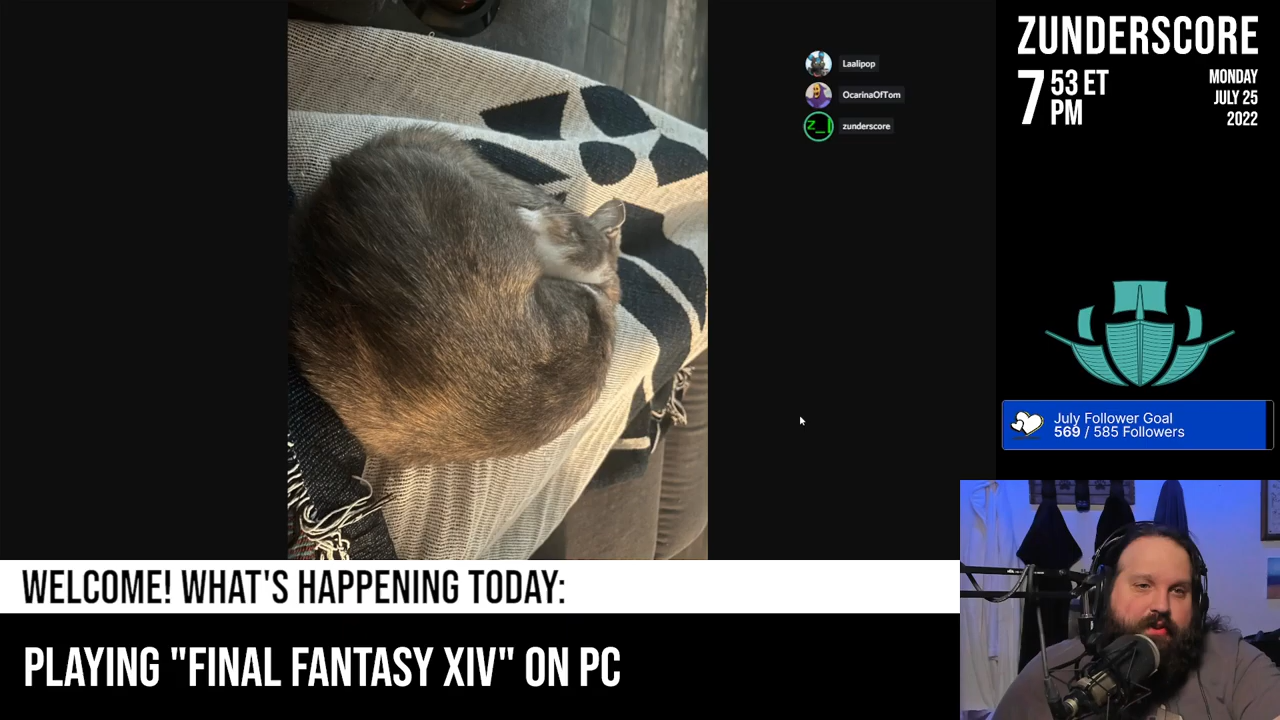 Laalipop
OcarinaOfTom
zunderscore
Z_
ZUNDERSCORE
7 53 ET PM
MONDAY
JULY 25
2022
July Follower Goal
569 / 585 Followers
WELCOME! WHAT'S HAPPENING TODAY:
PLAYING "FINAL FANTASY XIV" ON PC